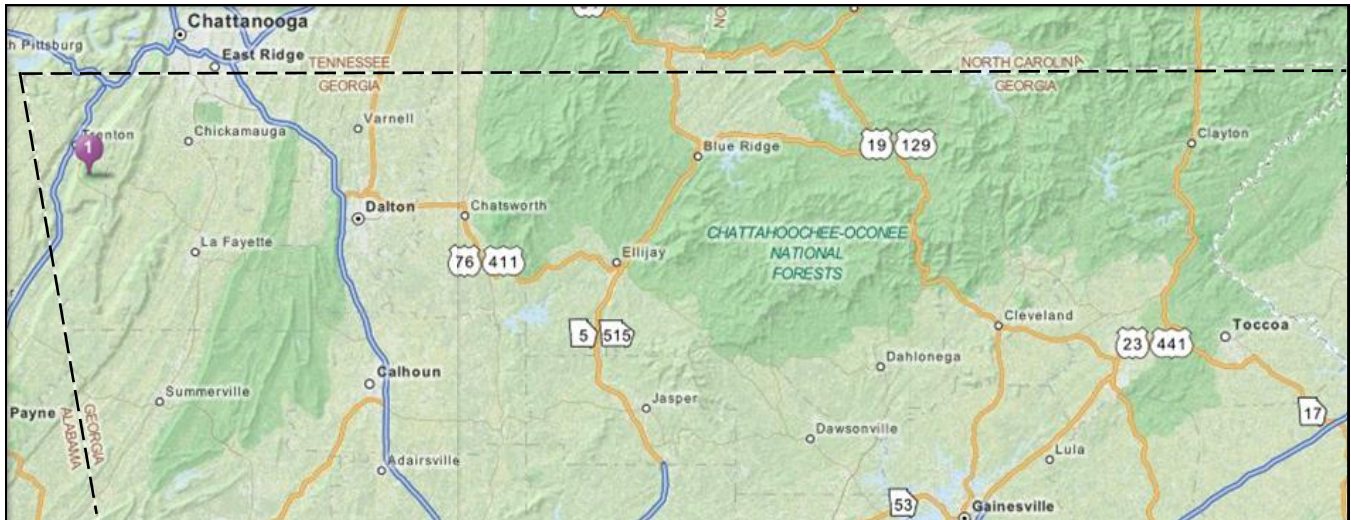 Chattanooga
h Pittsburg
East Ridge
TENNESSEE
GEORGIA
NORTH CAROLINA
GEORGIA
NO
Trenton
1
Chickamauga
Varnell
Blue Ridge
19
129
Clayton
Dalton
Chatsworth
La Fayette
76
411
Ellijay
CHATTAHOOCHEE-OCONEE
NATIONAL
FORESTS
5
515
Cleveland
23
441
Toccoa
Dahlonega
Calhoun
Summerville
Jasper
Payne
GEORGIA
ALABAMA
17
Dawsonville
Adairsville
Lula
53
Gainesville